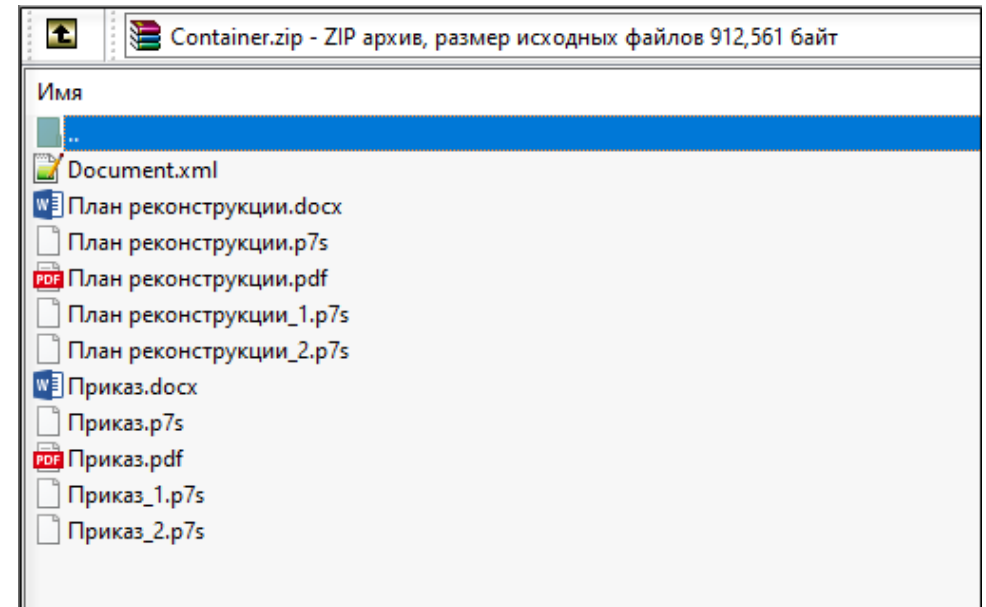 Container.zip - ZIP архив, размер исходных файлов 912,561 байт
Имя
..
Document.xml
План реконструкции.docx
План реконструкции.p7s
PDF План реконструкции.pdf
План реконструкции_1.p7s
План реконструкции_2.p7s
Приказ.docx
Приказ.p7s
PDF Приказ.pdf
Приказ_1.p7s
Приказ_2.p7s